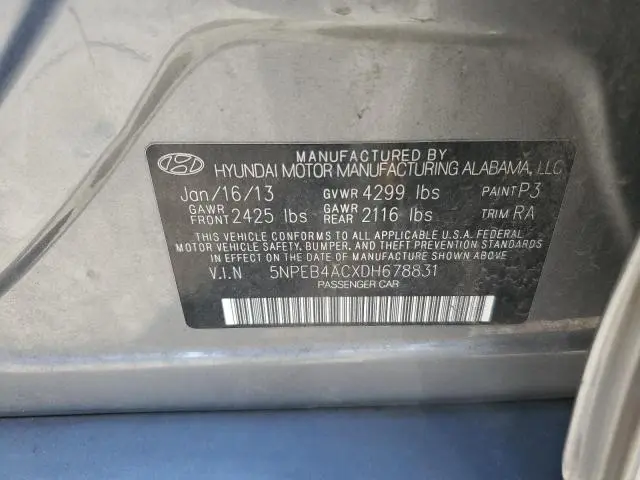 MANUFACTURED BY
HYUNDAI MOTOR MANUFACTURING ALABAMA, LLC
Jan/16/13 GVWR 4299 lbs PAINT P3
GAWR FRONT 2425 lbs GAWR REAR 2116 lbs TRIM RA
THIS VEHICLE CONFORMS TO ALL APPLICABLE U.S.A. FEDERAL
MOTOR VEHICLE SAFETY, BUMPER, AND THEFT PREVENTION STANDARDS
IN EFFECT ON THE DATE OF MANUFACTURE SHOWN ABOVE
V.I.N 5NPEB4ACXDH678831
PASSENGER CAR